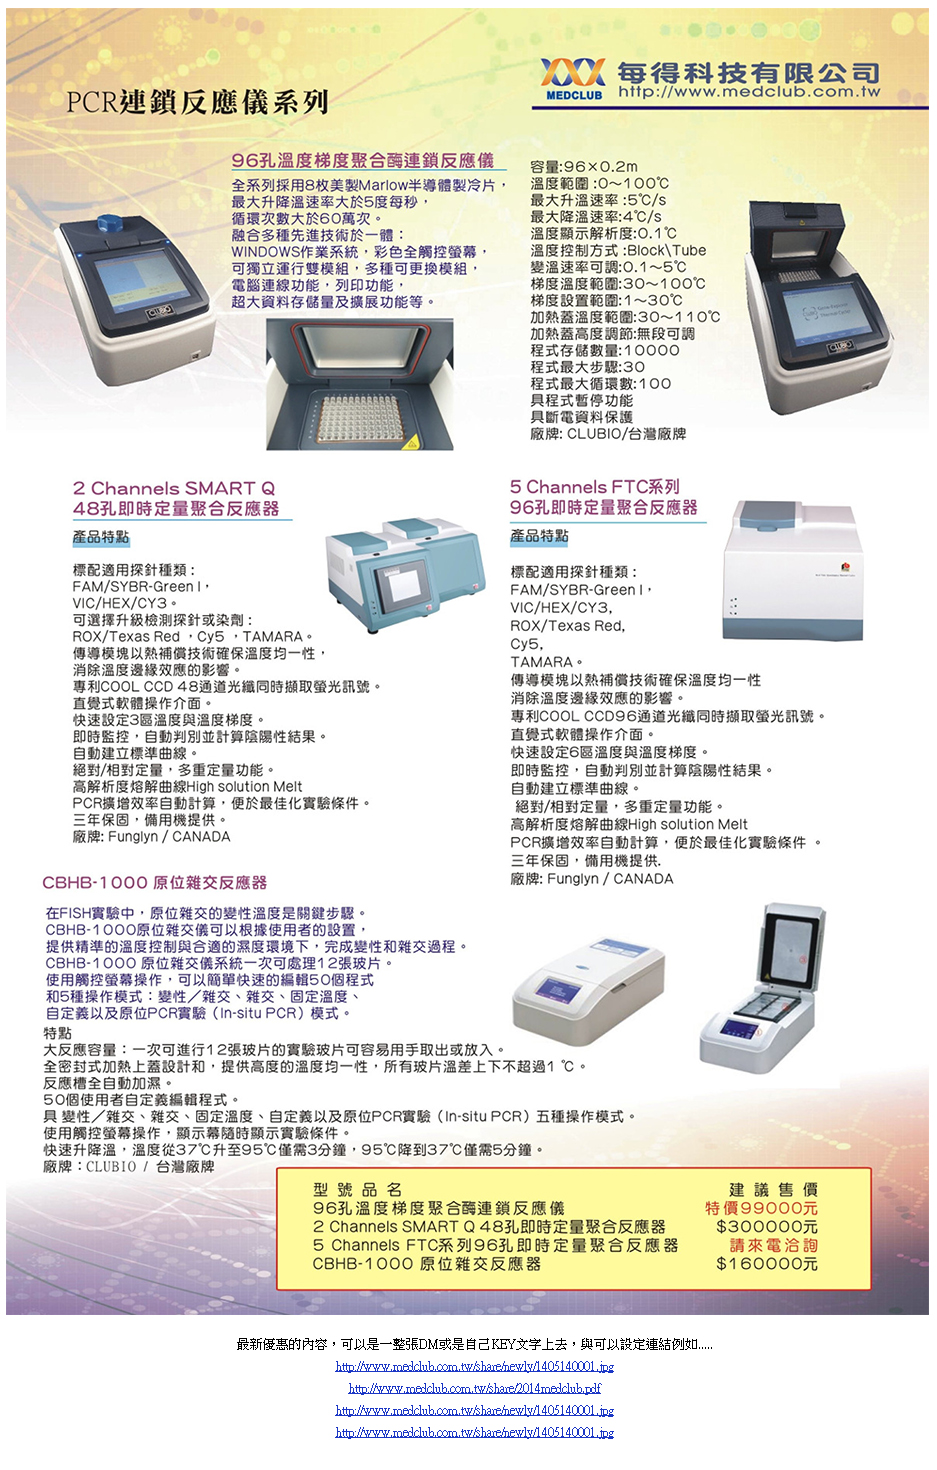 PCR連鎖反應儀系列
MEDCLUB
每得科技有限公司
http://www.medclub.com.tw
96孔溫度梯度聚合酶連鎖反應儀
全系列採用8枚美製Marlow半導體製冷片，
最大升降溫速率大於5度每秒，
循環次數大於60萬次。
融合多種先進技術於一體：
WINDOWS作業系統，彩色全觸控螢幕，
可獨立運行雙模組，多種可更換模組，
電腦連線功能，列印功能，
超大資料存儲量及擴展功能等。
容量:96×0.2m
溫度範圍 :0～100℃
最大升溫速率 :5℃/s
最大降溫速率:4℃/s
溫度顯示解析度:0.1℃
溫度控制方式 :Block\Tube
變溫速率可調:0.1～5℃
梯度溫度範圍:30～100℃
梯度設置範圍:1～30℃
加熱蓋溫度範圍:30～110℃
加熱蓋高度調節:無段可調
程式存儲數量:10000
程式最大步驟:30
程式最大循環數:100
具程式暫停功能
具斷電資料保護
廠牌: CLUBIO/台灣廠牌
CLUBIO
CLUBIO
2 Channels SMART Q
48孔即時定量聚合反應器
產品特點
標配適用探針種類：
FAM/SYBR-Green I，
VIC/HEX/CY3。
可選擇升級檢測探針或染劑：
ROX/Texas Red ，Cy5 ，TAMARA。
傳導模塊以熱補償技術確保溫度均一性，
消除溫度邊緣效應的影響。
專利COOL CCD 48通道光纖同時擷取螢光訊號。
直覺式軟體操作介面。
快速設定3區溫度與溫度梯度。
即時監控，自動判別並計算陰陽性結果。
自動建立標準曲線。
絕對/相對定量，多重定量功能。
高解析度熔解曲線High solution Melt
PCR擴增效率自動計算，便於最佳化實驗條件。
三年保固，備用機提供。
廠牌: Funglyn / CANADA
5 Channels FTC系列
96孔即時定量聚合反應器
產品特點
標配適用探針種類：
FAM/SYBR-Green I，
VIC/HEX/CY3,
ROX/Texas Red,
Cy5,
TAMARA。
傳導模塊以熱補償技術確保溫度均一性
消除溫度邊緣效應的影響。
專利COOL CCD96通道光纖同時擷取螢光訊號。
直覺式軟體操作介面。
快速設定6區溫度與溫度梯度。
即時監控，自動判別並計算陰陽性結果。
自動建立標準曲線。
絕對/相對定量，多重定量功能。
高解析度熔解曲線High solution Melt
PCR擴增效率自動計算，便於最佳化實驗條件 。
三年保固，備用機提供.
廠牌: Funglyn / CANADA
CBHB-1000 原位雜交反應器
在FISH實驗中，原位雜交的變性溫度是關鍵步驟。
CBHB-1000原位雜交儀可以根據使用者的設置，
提供精準的溫度控制與合適的濕度環境下，完成變性和雜交過程。
CBHB-1000 原位雜交儀系統一次可處理12張玻片。
使用觸控螢幕操作，可以簡單快速的編輯50個程式
和5種操作模式：變性／雜交、雜交、固定溫度、
自定義以及原位PCR實驗（In-situ PCR）模式。
特點
大反應容量：一次可進行12張玻片的實驗玻片可容易用手取出或放入。
全密封式加熱上蓋設計和，提供高度的溫度均一性，所有玻片溫差上下不超過1 ℃。
反應槽全自動加濕。
50個使用者自定義編輯程式。
具 變性／雜交、雜交、固定溫度、自定義以及原位PCR實驗（In-situ PCR）五種操作模式。
使用觸控螢幕操作，顯示幕隨時顯示實驗條件。
快速升降溫，溫度從37℃升至95℃僅需3分鐘，95℃降到37℃僅需5分鐘。
廠牌：CLUBIO / 台灣廠牌
型號品名 建議售價
96孔溫度梯度聚合酶連鎖反應儀 特價99000元
2 Channels SMART Q 48孔即時定量聚合反應器 $300000元
5 Channels FTC系列96孔即時定量聚合反應器 請來電洽詢
CBHB-1000 原位雜交反應器 $160000元
最新優惠的內容，可以是一整張DM或是自己KEY文字上去，與可以設定連結例如.....
http://www.medclub.com.tw/share/newly/1405140001.jpg
http://www.medclub.com.tw/share/2014medclub.pdf
http://www.medclub.com.tw/share/newly/1405140001.jpg
http://www.medclub.com.tw/share/newly/1405140001.jpg